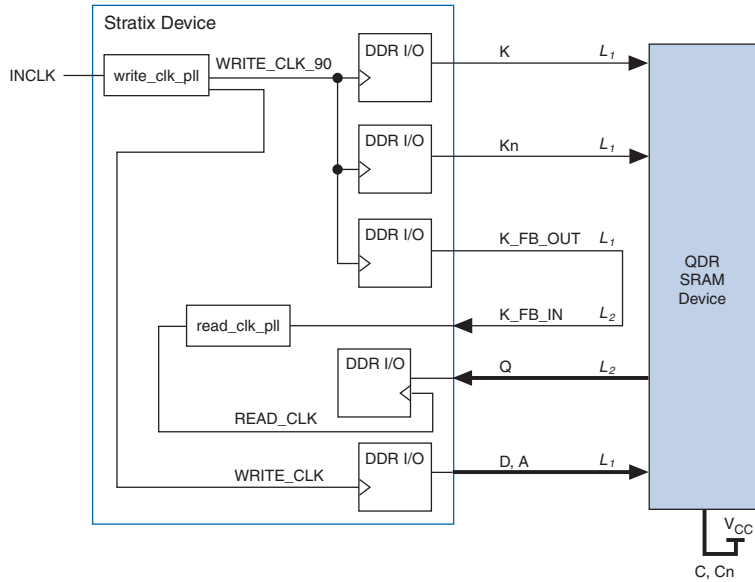 Stratix Device
INCLK
write_clk_pll
WRITE_CLK_90
DDR I/O
K
L1
DDR I/O
Kn
L1
DDR I/O
K_FB_OUT
L1
QDR
SRAM
Device
read_clk_pll
K_FB_IN
L2
DDR I/O
Q
L2
READ_CLK
WRITE_CLK
DDR I/O
D, A
L1
VCC
C, Cn